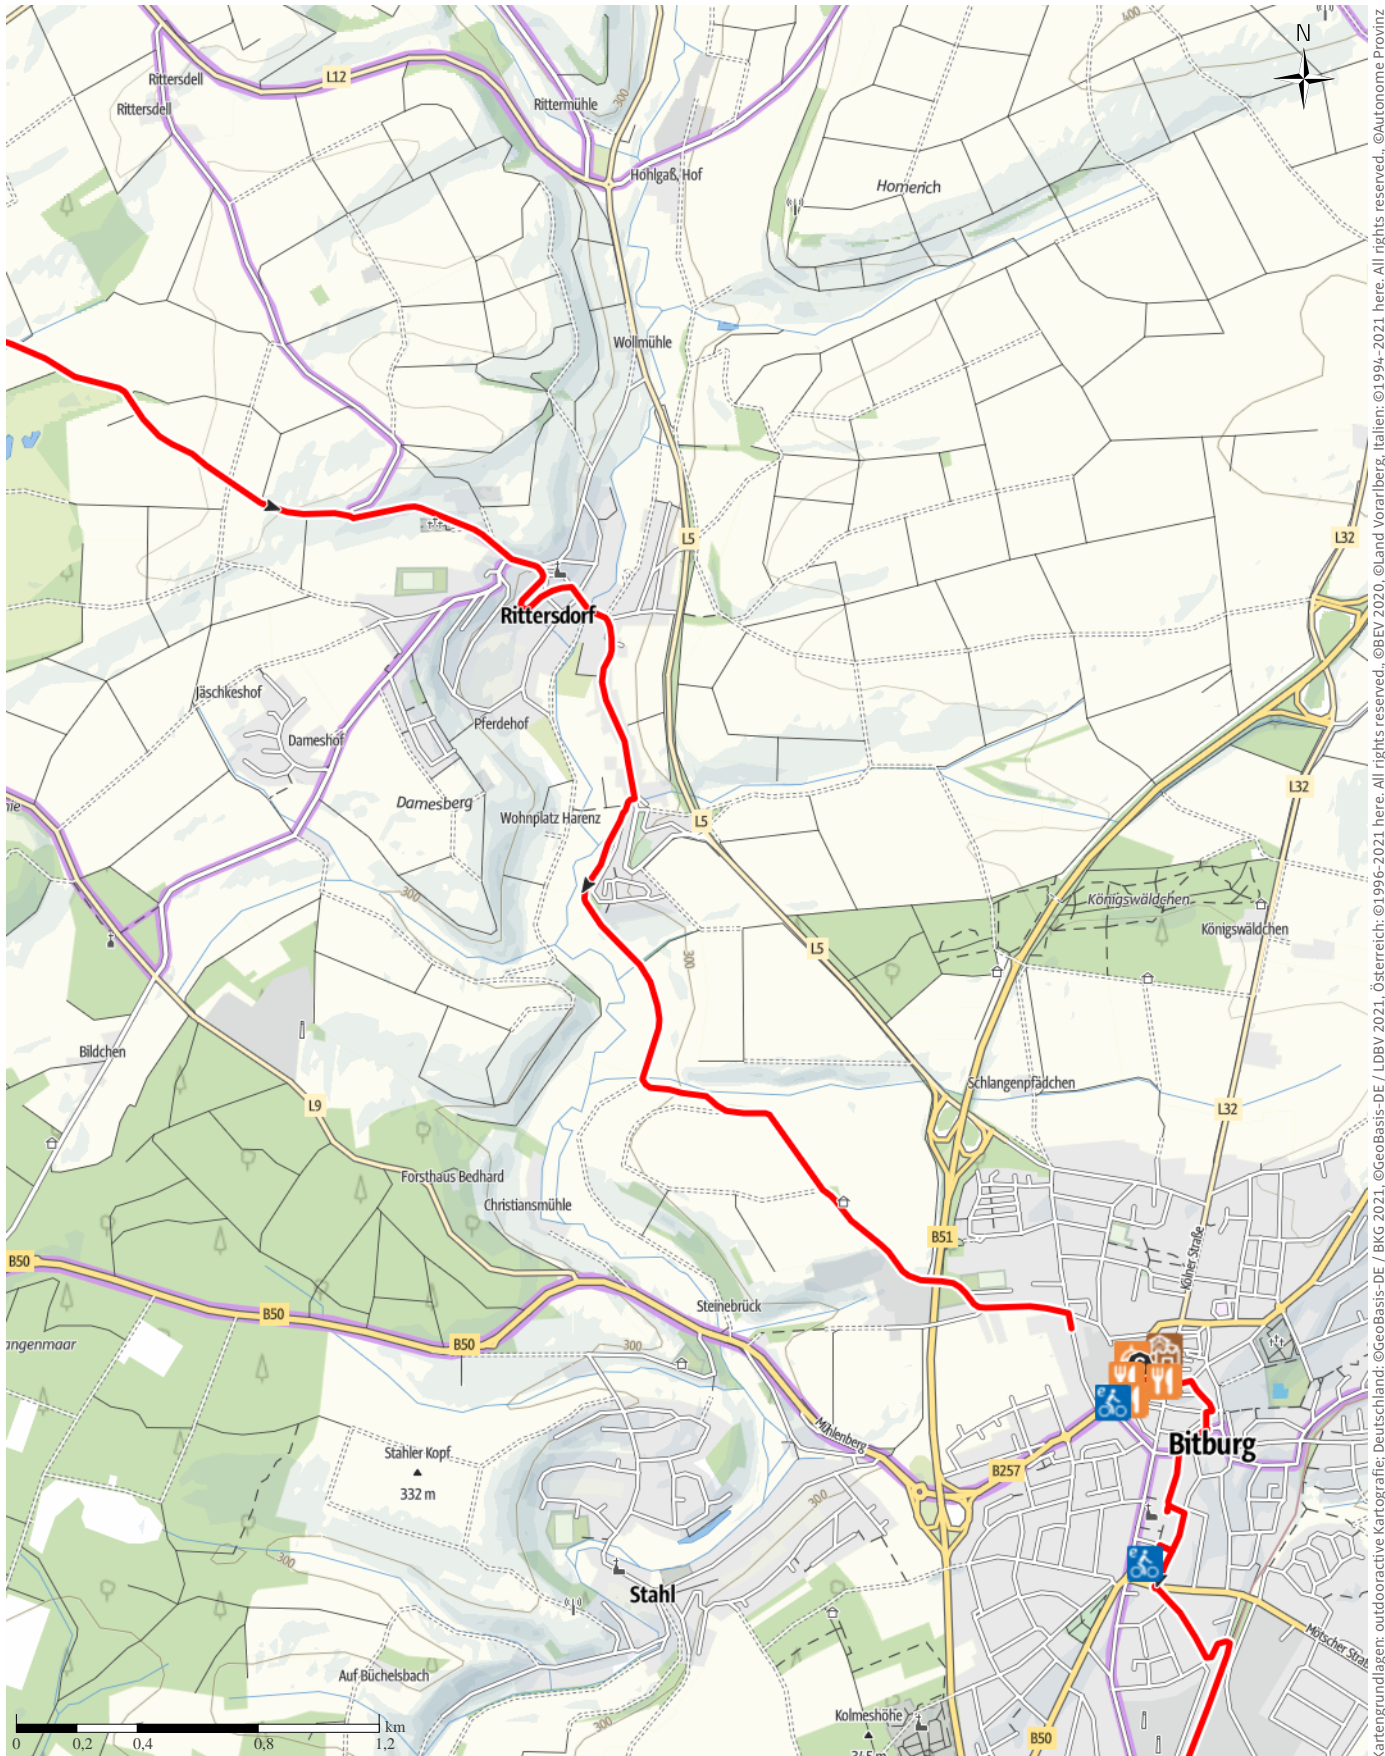 400
N
Rittersdell
L12
Rittersdell
Rittermühle
300
Hohlgaß, Hof
Homerich
Wollmühle
L5
L32
Rittersdorf
Jäschkeshof
Pferdehof
Dameshof
L32
Damesberg
Wohnplatz Harenz
L5
300
Königswäldchen
Königswäldchen
L5
300
Bildchen
Schlangenpfädchen
L9
L32
Forsthaus Bedhard
Christiansmühle
B51
Kölner Straße
B50
Steinebrück
B50
B50
300
angenmaar
Mühlenberg
Bitburg
Stahler Kopf
332 m
B257
300
300
Stahl
Auf Büchelsbach
Mötscher Straß
Kolmeshöhe
300
B50
km
0
0,2
0,4
0,8
1,2
artengrundlagen: outdooractive Kartografie; Deutschland: ©GeoBasis-DE / BKG 2021, ©GeoBasis-DE / LDBV 2021, Österreich: ©1996-2021 here. All rights reserved., ©BEV 2020, ©Land Vorarlberg, Italien: ©1994-2021 here. All rights reserved., ©Autonome Provinz